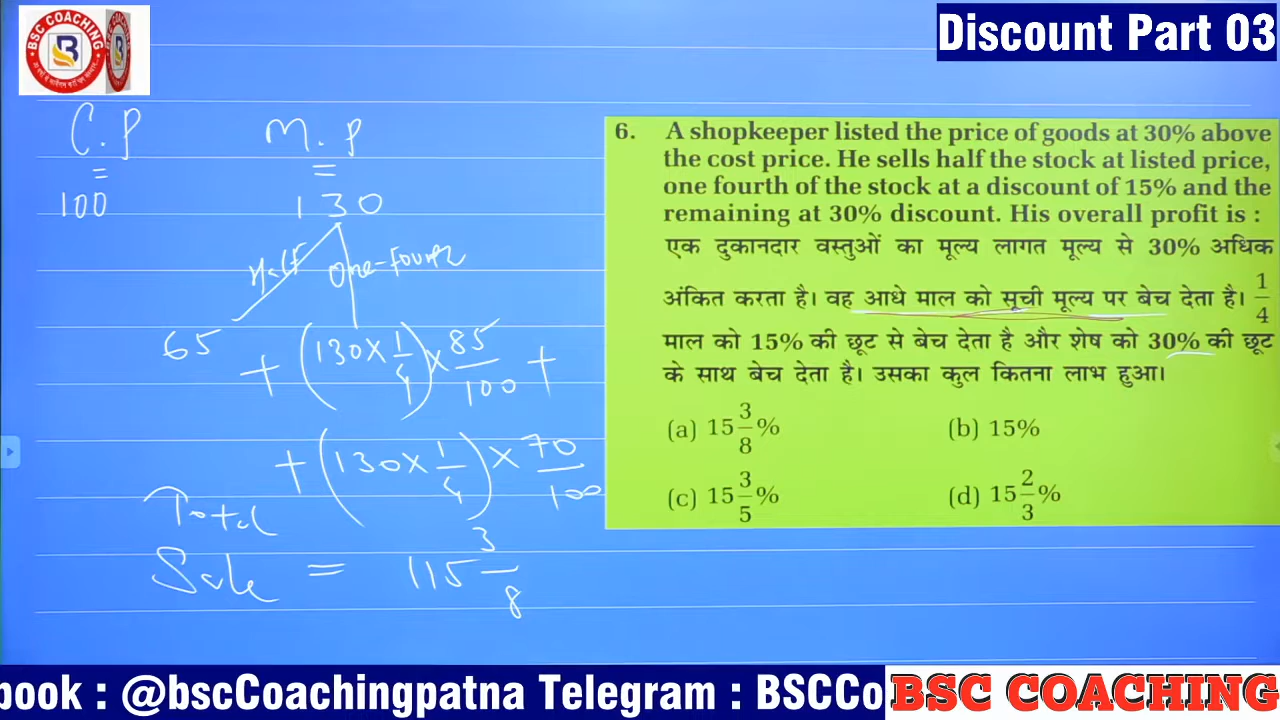 BSC COACHING
Discount Part 03
C.P
M.P
=
=
100
130
Half
One-fourth
65
+ (130×1/4)×85/100 +
+ (130×1/4)×70/100
Total
Sale = 115 3/8
6. A shopkeeper listed the price of goods at 30% above
the cost price. He sells half the stock at listed price,
one fourth of the stock at a discount of 15% and the
remaining at 30% discount. His overall profit is :
एक दुकानदार वस्तुओं का मूल्य लागत मूल्य से 30% अधिक
अंकित करता है। वह आधे माल को सूची मूल्य पर बेच देता है। 1/4
माल को 15% की छूट से बेच देता है और शेष को 30% की छूट
के साथ बेच देता है। उसका कुल कितना लाभ हुआ।
(a) 15 3/8 %
(b) 15%
(c) 15 3/5 %
(d) 15 2/3 %
book : @bscCoachingpatna Telegram : BSCCo
BSC COACHING